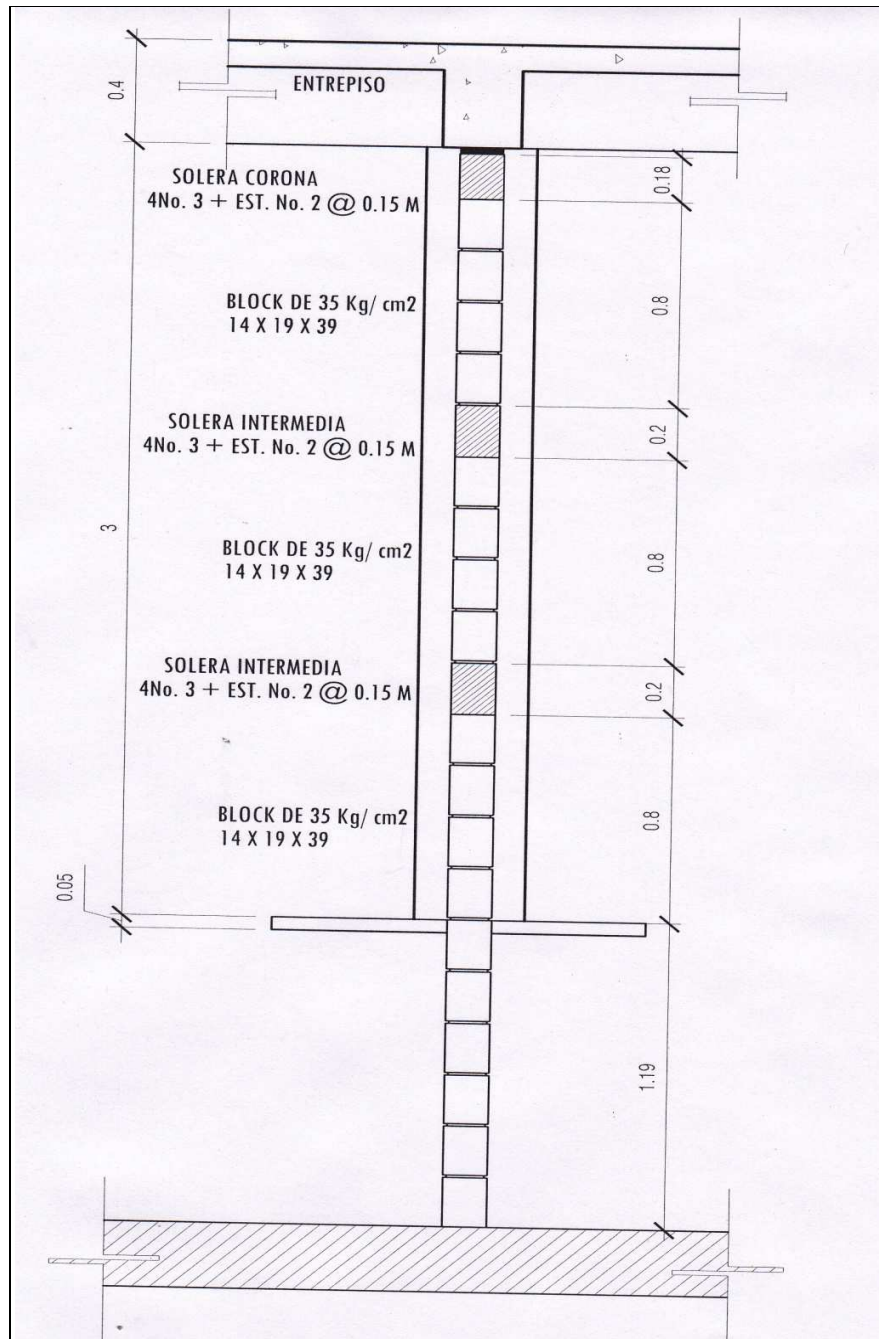 0.4
ENTREPISO
SOLERA CORONA
4No. 3 + EST. No. 2 @ 0.15 M
0.18
BLOCK DE 35 Kg/ cm2
14 X 19 X 39
0.8
SOLERA INTERMEDIA
4No. 3 + EST. No. 2 @ 0.15 M
0.2
3
BLOCK DE 35 Kg/ cm2
14 X 19 X 39
0.8
SOLERA INTERMEDIA
4No. 3 + EST. No. 2 @ 0.15 M
0.2
BLOCK DE 35 Kg/ cm2
14 X 19 X 39
0.8
0.05
1.19